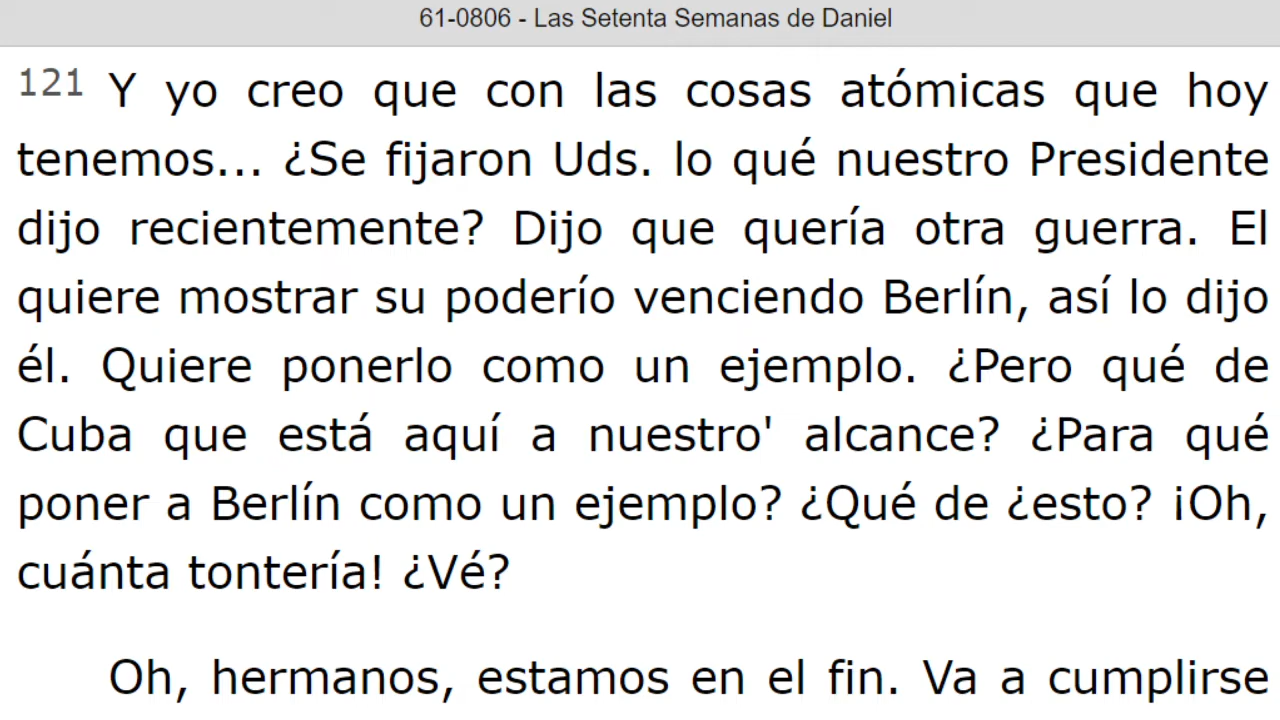 61-0806 - Las Setenta Semanas de Daniel
121 Y yo creo que con las cosas atómicas que hoy
tenemos... ¿Se fijaron Uds. lo qué nuestro Presidente
dijo recientemente? Dijo que quería otra guerra. El
quiere mostrar su poderío venciendo Berlín, así lo dijo
él. Quiere ponerlo como un ejemplo. ¿Pero qué de
Cuba que está aquí a nuestro' alcance? ¿Para qué
poner a Berlín como un ejemplo? ¿Qué de ¿esto? ¡Oh,
cuánta tontería! ¿Vé?
Oh, hermanos, estamos en el fin. Va a cumplirse